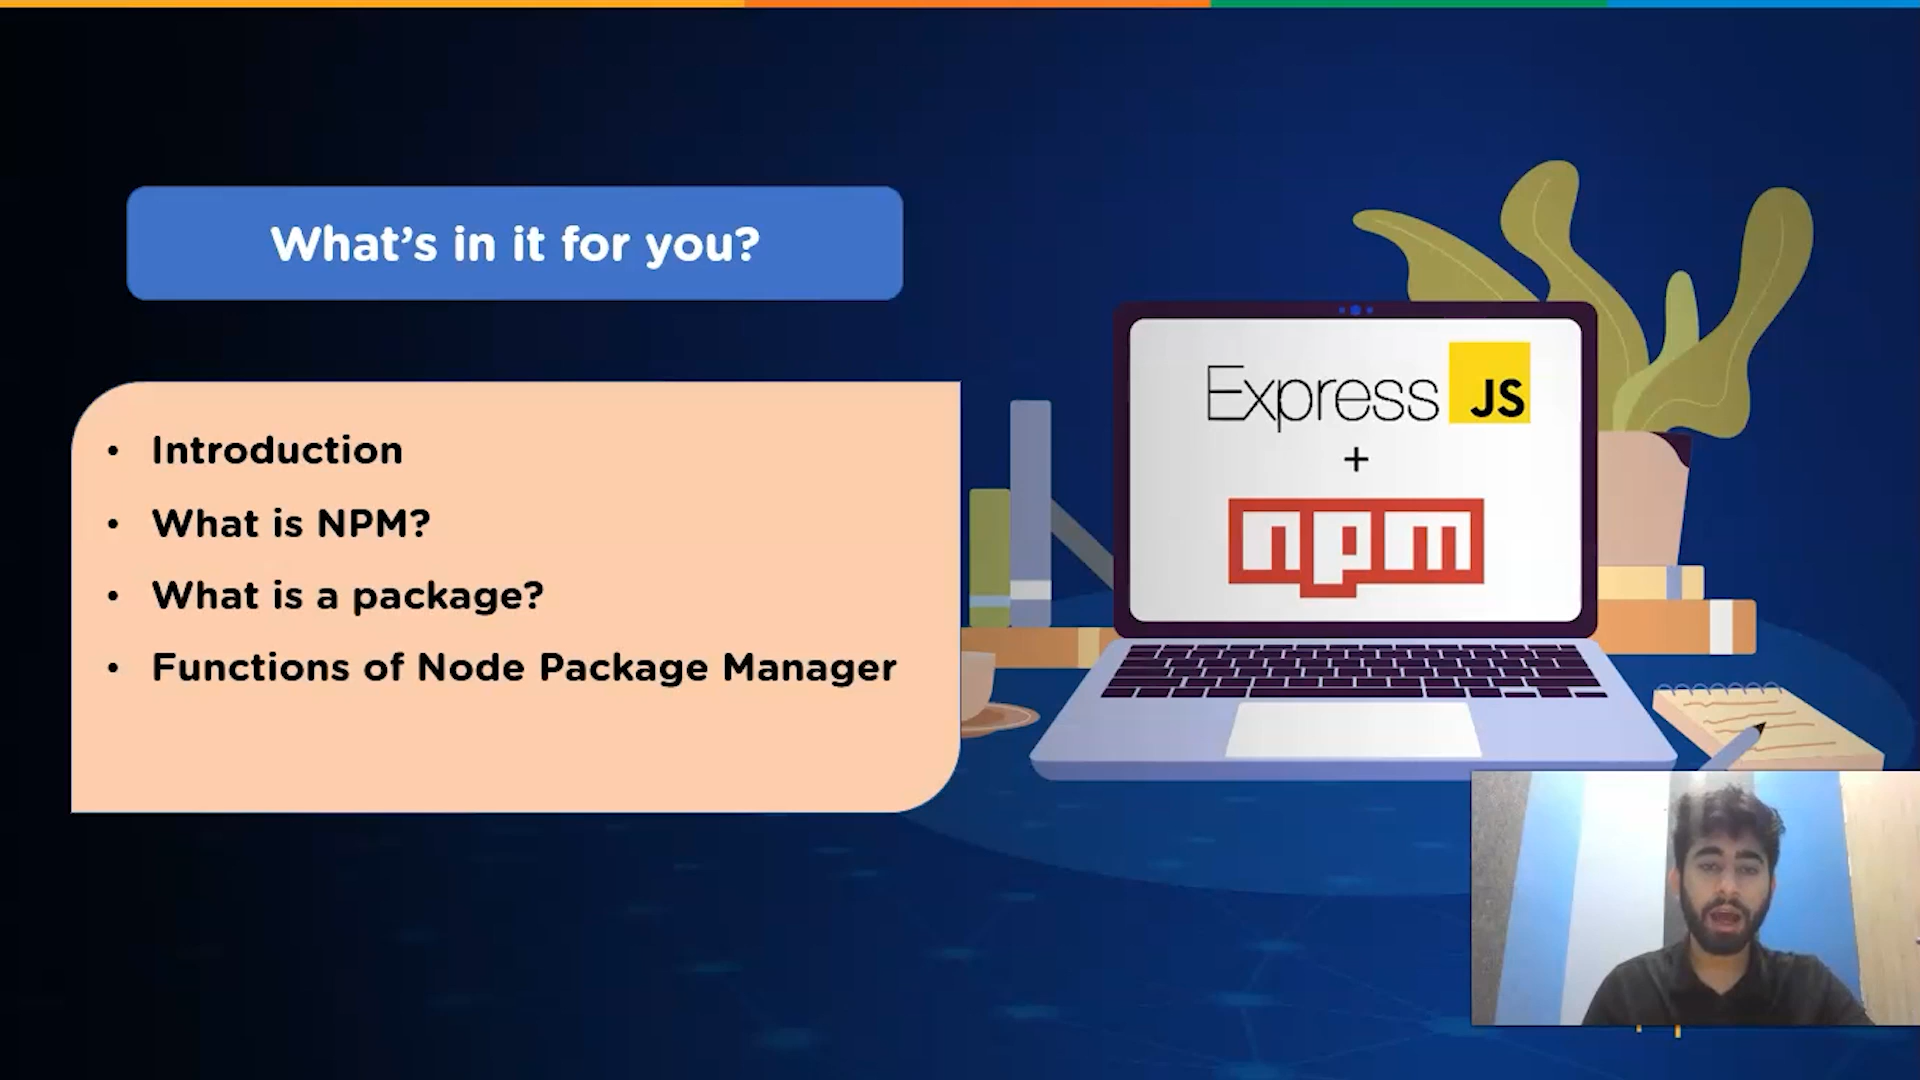 What's in it for you?
• Introduction
• What is NPM?
• What is a package?
• Functions of Node Package Manager
Express JS
+
npm